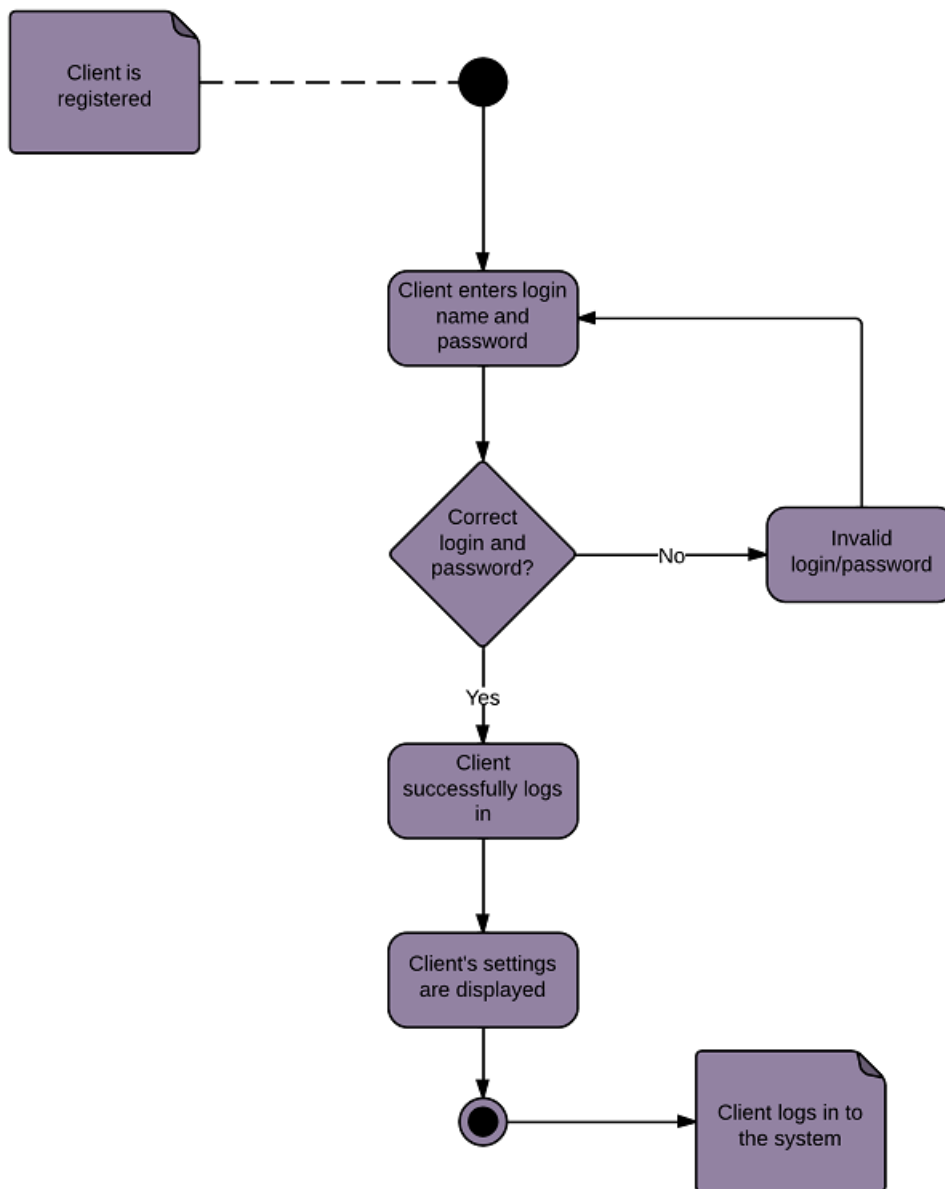 Client is
registered
Client enters login
name and
password
Correct
login and
password?
No
Invalid
login/password
Yes
Client
successfully logs
in
Client's settings
are displayed
Client logs in to
the system